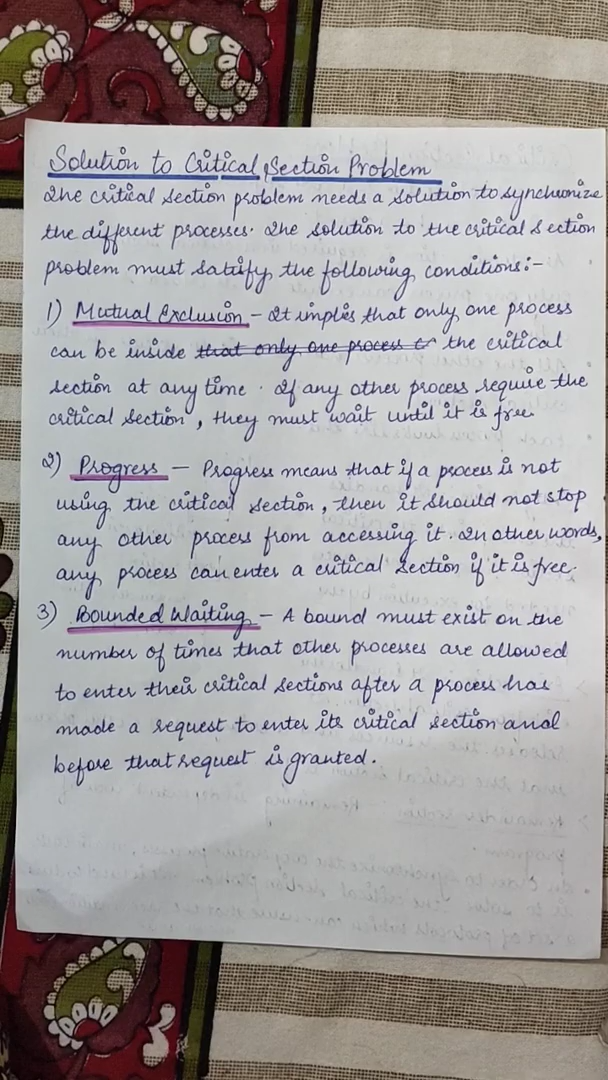 Solution to Critical Section Problem
The critical section problem needs a solution to synchronize
the different processes. The solution to the critical section
problem must satisfy the following conditions:-
1) Mutual Exclusion - It implies that only one process
can be inside that only one process the critical
section at any time. If any other process require the
critical section, they must wait until it is free.
2) Progress - Progress means that if a process is not
using the critical section, then it should not stop
any other process from accessing it. In other words,
any process can enter a critical section if it is free.
3) Bounded Waiting - A bound must exist on the
number of times that other processes are allowed
to enter their critical sections after a process has
made a request to enter its critical section and
before that request is granted.